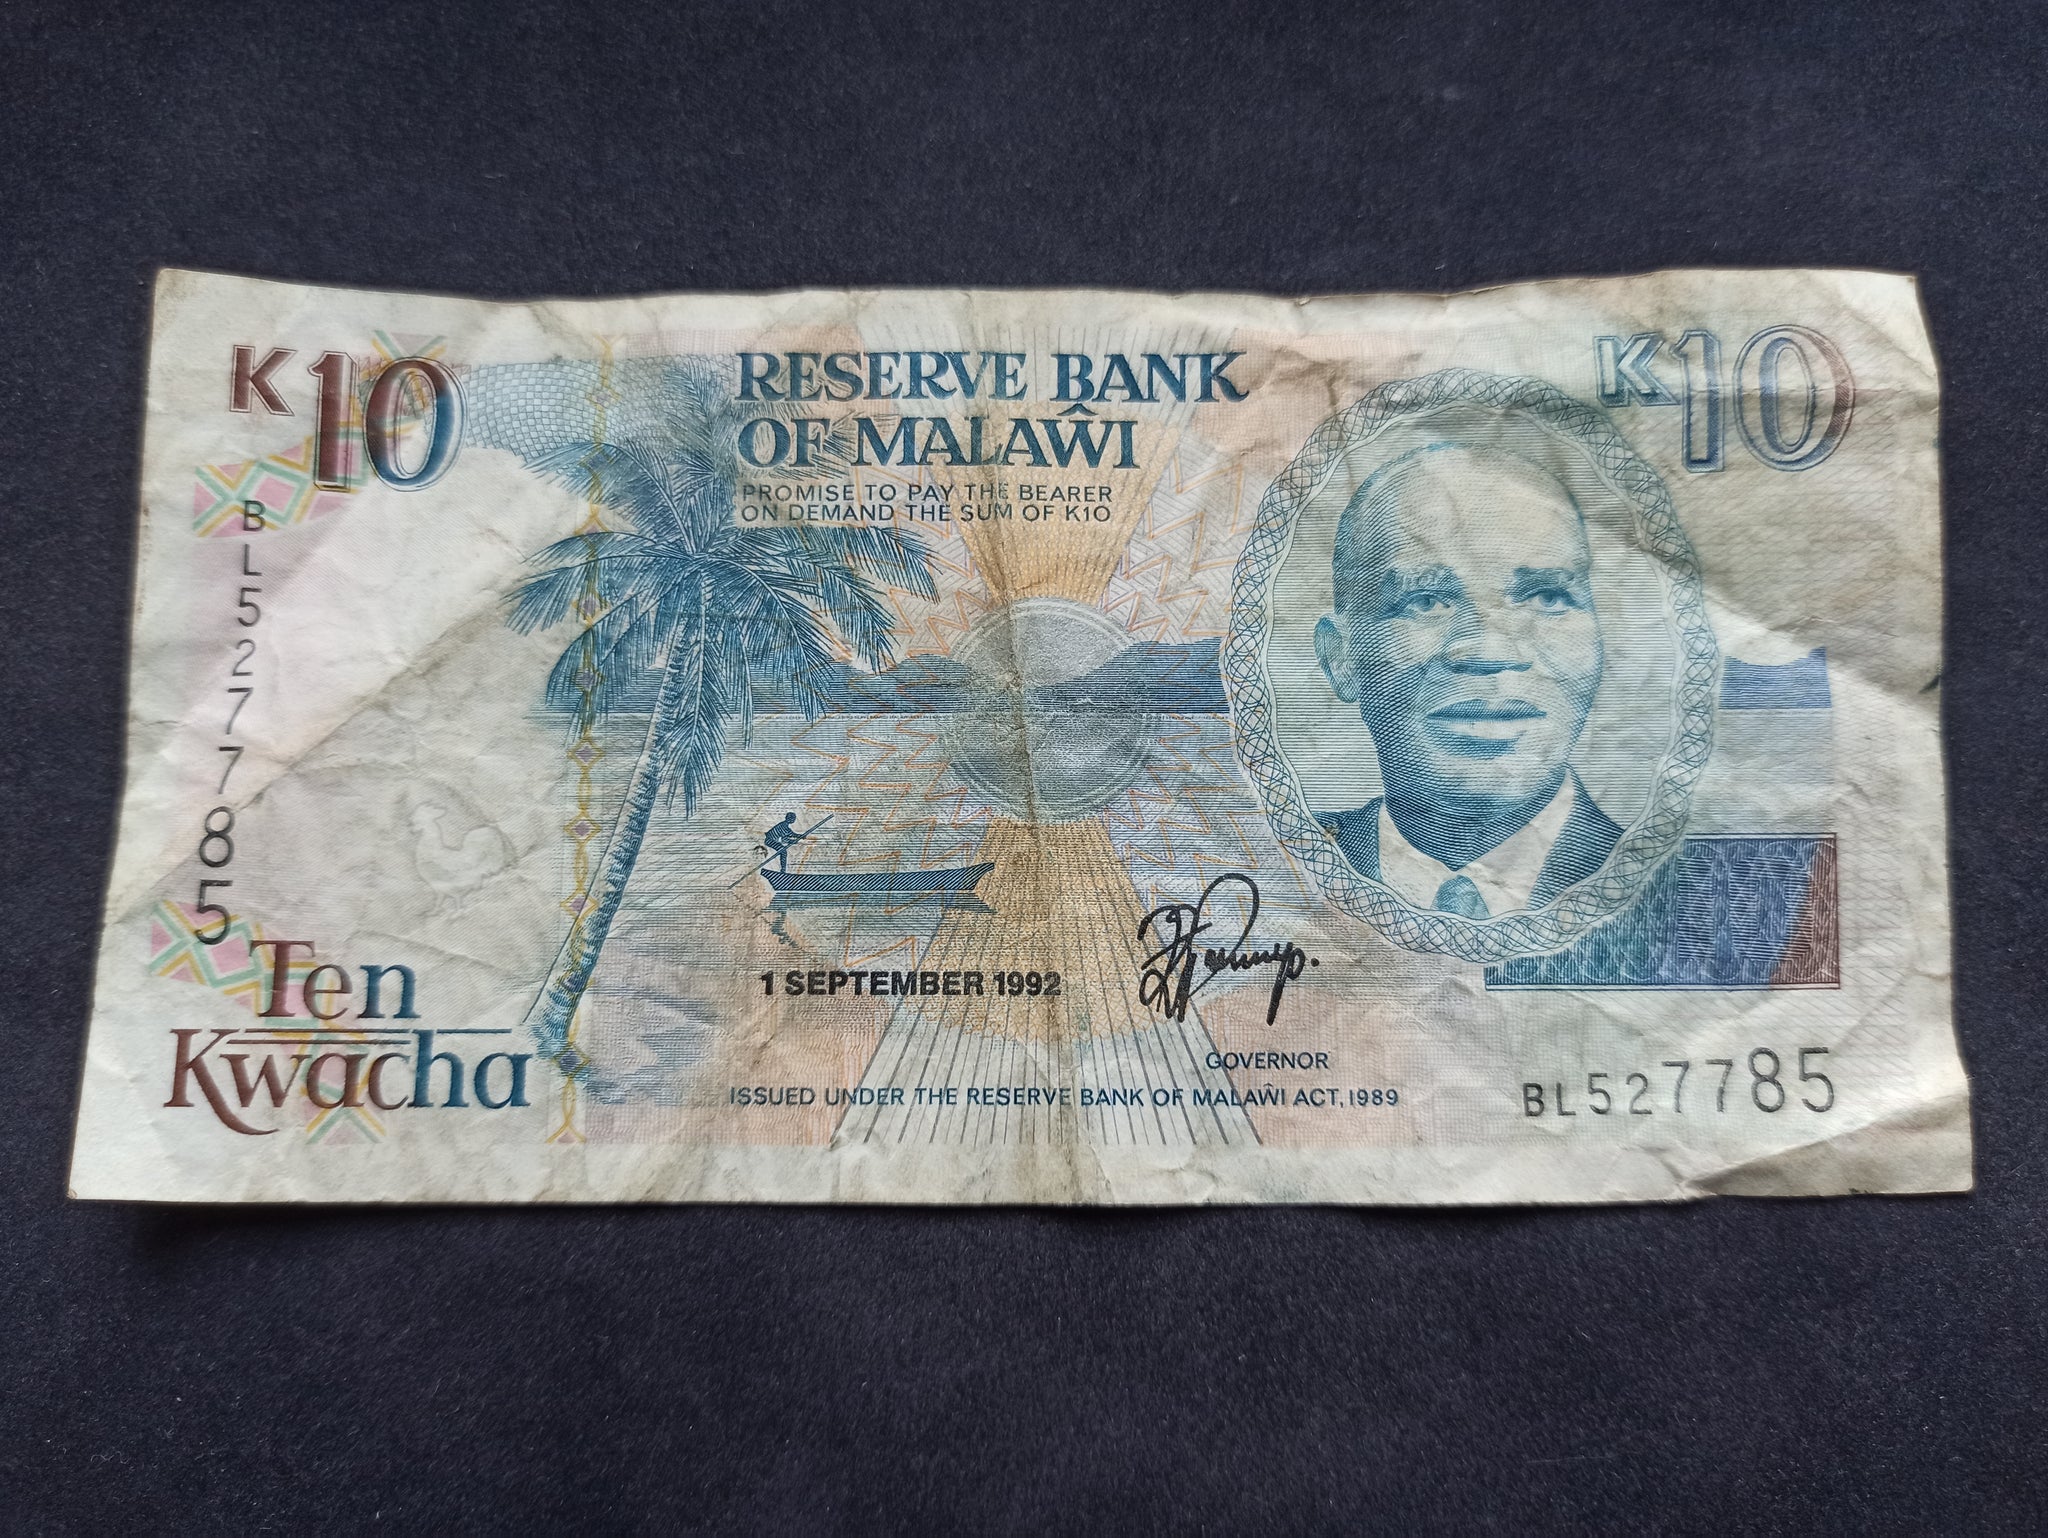 K10
K10
RESERVE BANK
OF MALAŴI
PROMISE TO PAY THE BEARER
ON DEMAND THE SUM OF K10
BL527785
1 SEPTEMBER 1992
Ten
Kwacha
GOVERNOR
ISSUED UNDER THE RESERVE BANK OF MALAŴI ACT, 1989
BL527785